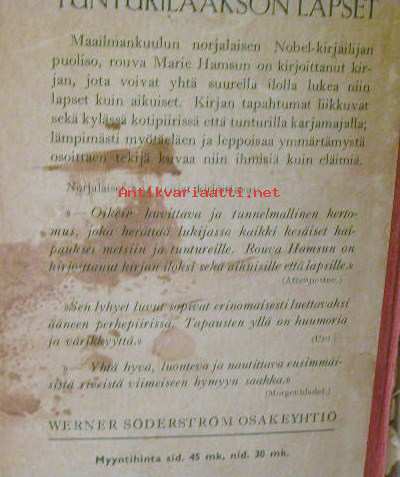 TUNTURILAAKSON LAPSET
Maailmankuulun norjalaisen Nobel-kirjailijan
puoliso, rouva Marie Hamsun on kirjoittanut kir-
jan, jota voivat yhtä suurella ilolla lukea niin
lapset kuin aikuiset. Kirjan tapahtumat liikkuvat
sekä kylässä kotipiirissä että tunturilla karjamajalla;
lämpimästi myötäeläen ja leppoisaa ymmärtämystä
osoittaen tekijä kuvaa niin ihmisiä kuin eläimiä.
Antikvariaatti.net
» — Oikein huvittava ja tunnelmallinen kerto-
mus, joka herättää lukijassa kaikki kesäiset kai-
paukset metsiin ja tuntureille. Rouva Hamsun on
kirjoittanut kirjan iloksi sekä aikuisille että lapsille.»
(Aftenposten.)
»Sen lyhyet luvut sopivat erinomaisesti luettavaksi
ääneen perhepiirissä. Tapausten yllä on huumoria
ja värikkyyttä.»
» — Yhtä hyvä, luonteva ja nautittava ensimmäi-
sistä riveistä viimeiseen hymyyn saakka.»
(Morgenbladet.)
WERNER SÖDERSTRÖM OSAKEYHTIÖ
Myyntihinta sid. 45 mk, nid. 30 mk.